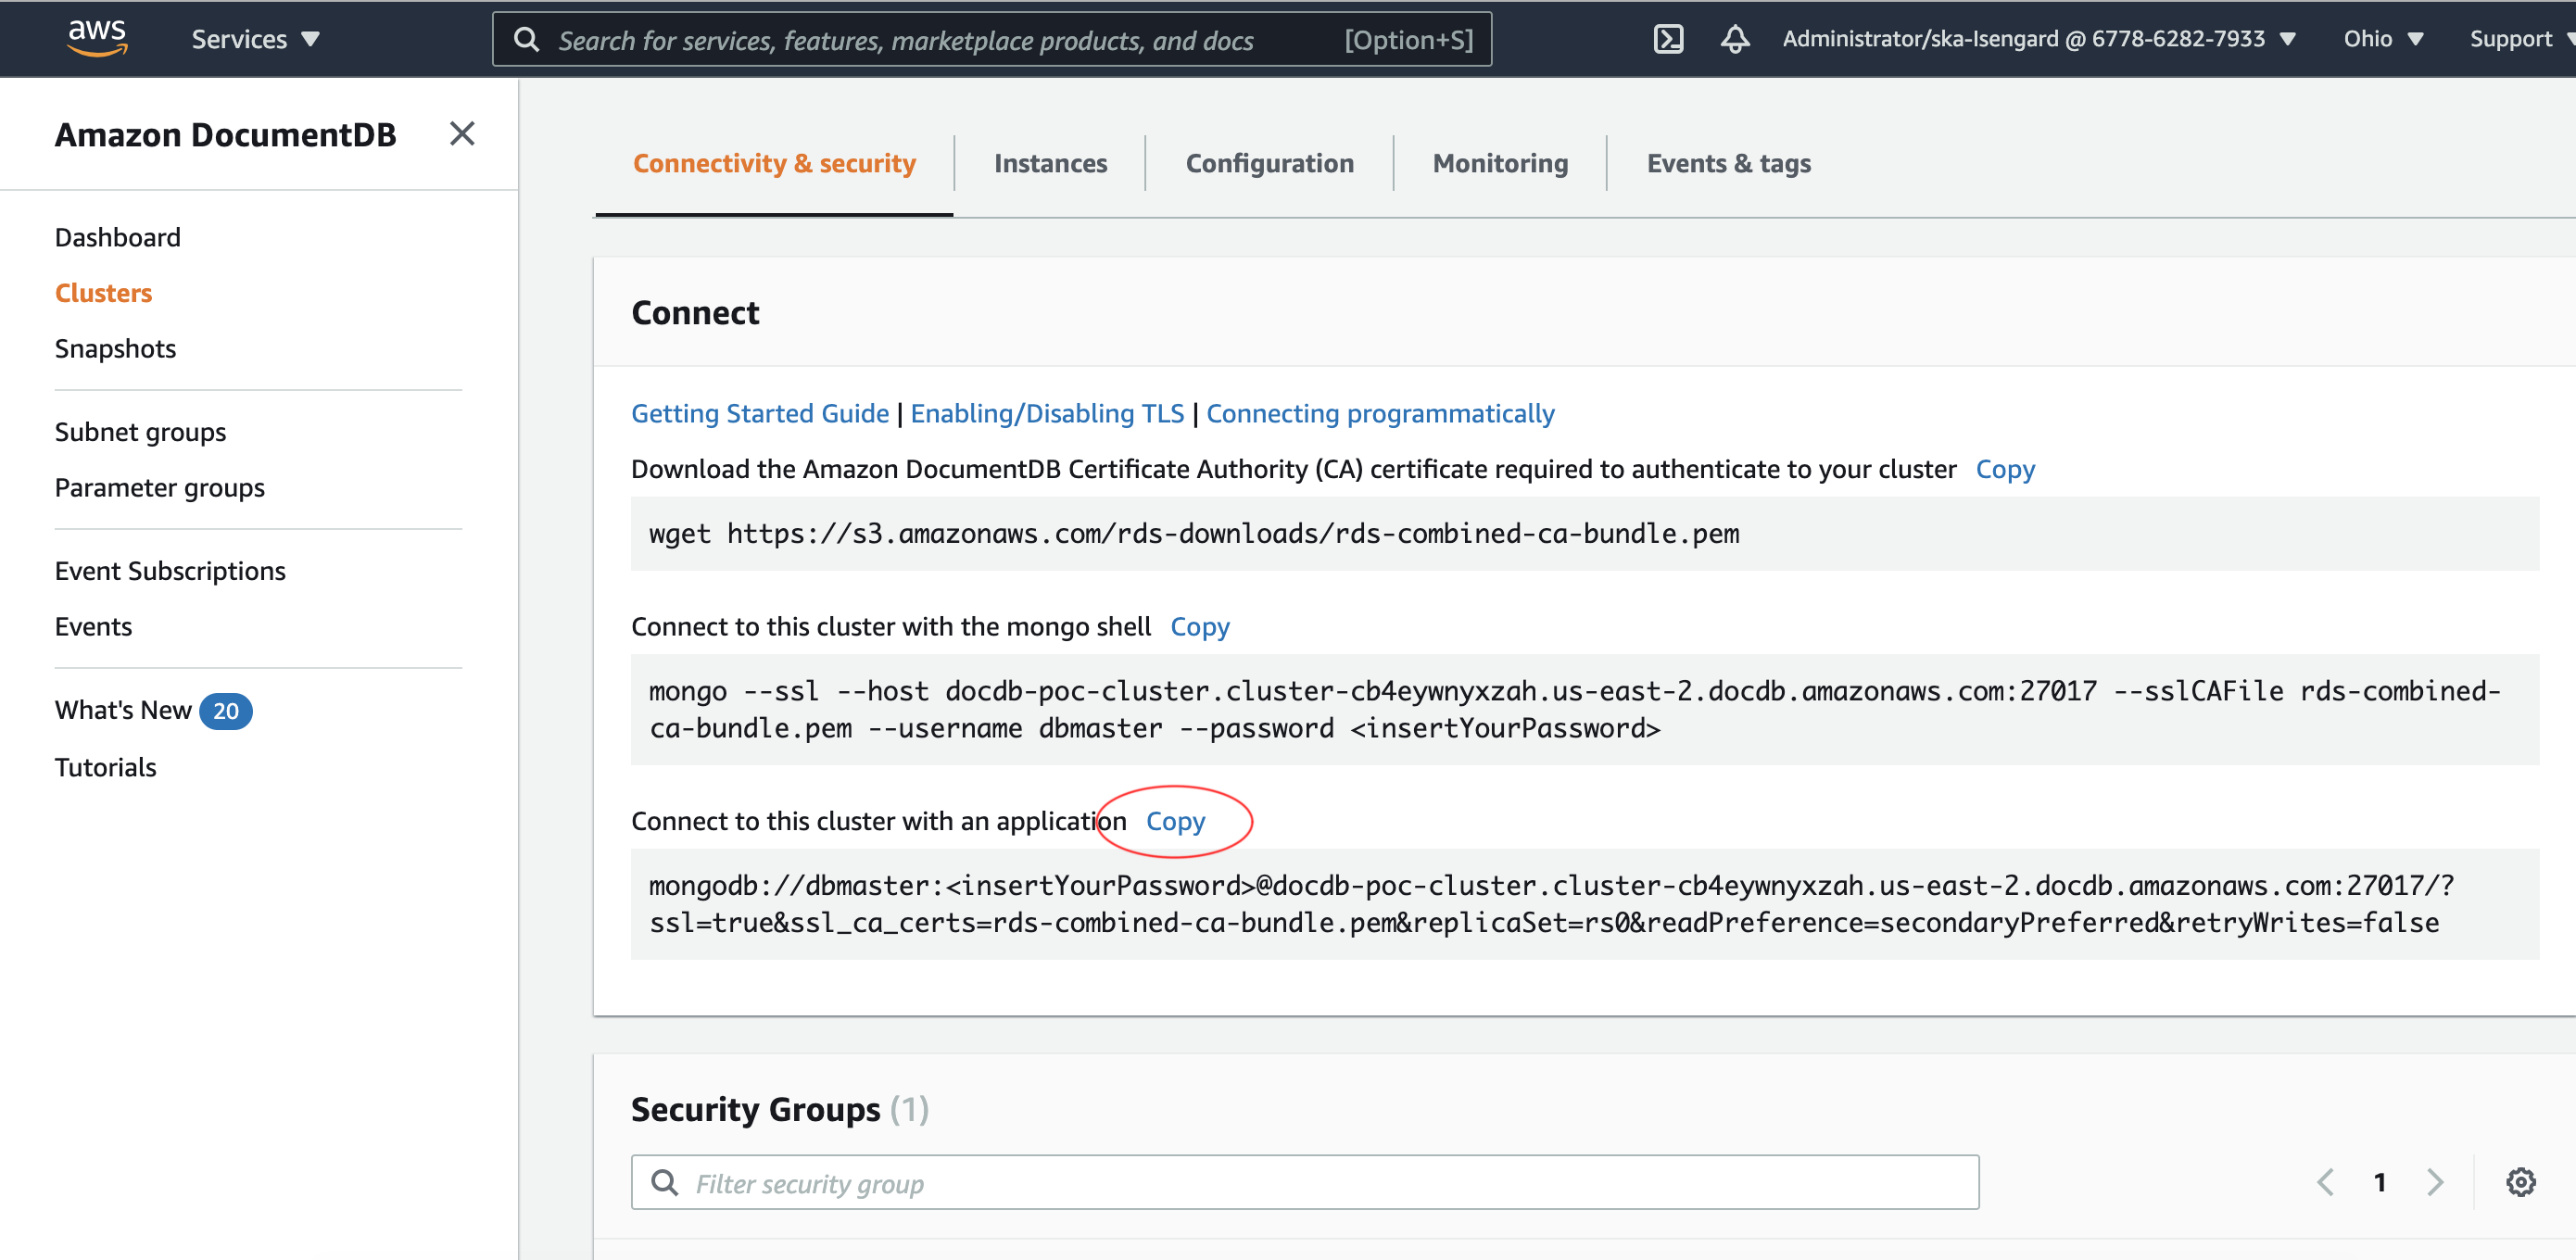 aws
Services
Search for services, features, marketplace products, and docs [Option+S]
Administrator/ska-Isengard @ 6778-6282-7933
Ohio
Support
Amazon DocumentDB
Dashboard
Clusters
Snapshots
Subnet groups
Parameter groups
Event Subscriptions
Events
What's New 20
Tutorials
Connectivity & security
Instances
Configuration
Monitoring
Events & tags
Connect
Getting Started Guide | Enabling/Disabling TLS | Connecting programmatically
Download the Amazon DocumentDB Certificate Authority (CA) certificate required to authenticate to your cluster Copy
wget https://s3.amazonaws.com/rds-downloads/rds-combined-ca-bundle.pem
Connect to this cluster with the mongo shell Copy
mongo --ssl --host docdb-poc-cluster.cluster-cb4eywnyxzah.us-east-2.docdb.amazonaws.com:27017 --sslCAFile rds-combined-
ca-bundle.pem --username dbmaster --password <insertYourPassword>
Connect to this cluster with an application Copy
mongodb://dbmaster:<insertYourPassword>@docdb-poc-cluster.cluster-cb4eywnyxzah.us-east-2.docdb.amazonaws.com:27017/?
ssl=true&ssl_ca_certs=rds-combined-ca-bundle.pem&replicaSet=rs0&readPreference=secondaryPreferred&retryWrites=false
Security Groups (1)
Filter security group
1